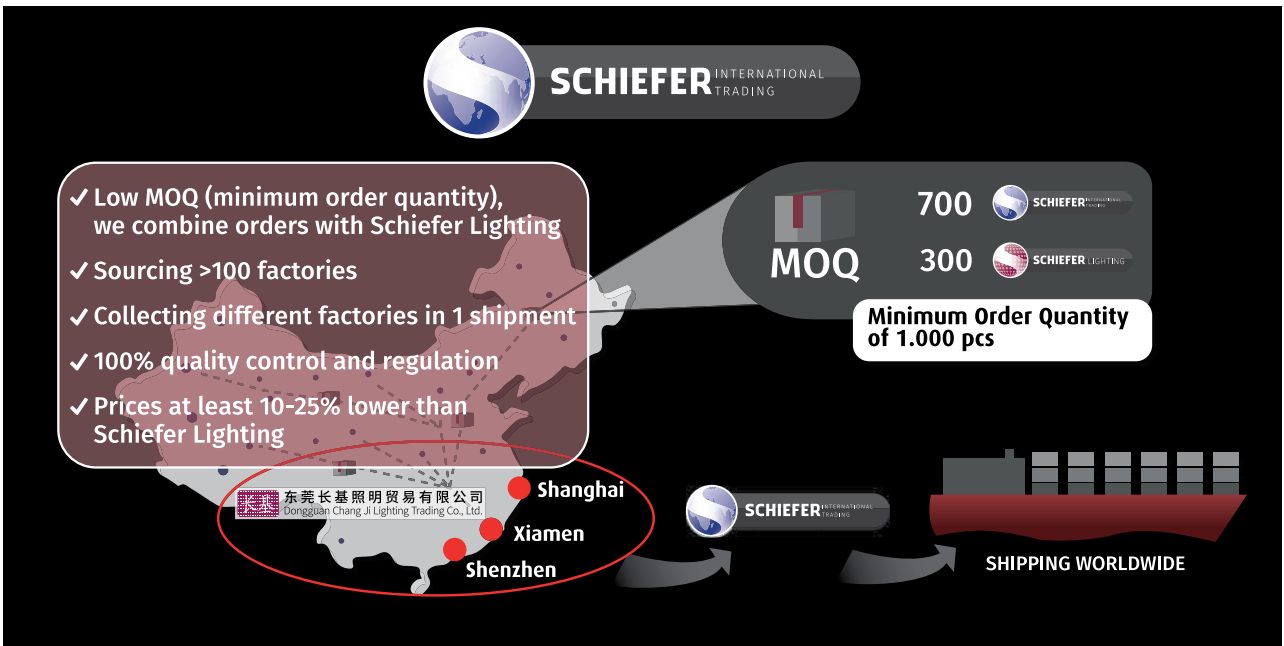 SCHIEFER INTERNATIONAL
TRADING
✓ Low MOQ (minimum order quantity),
we combine orders with Schiefer Lighting
✓ Sourcing >100 factories
✓ Collecting different factories in 1 shipment
✓ 100% quality control and regulation
✓ Prices at least 10-25% lower than
Schiefer Lighting
MOQ
700 SCHIEFER INTERNATIONAL
TRADING
300 SCHIEFER LIGHTING
Minimum Order Quantity
of 1.000 pcs
长基 东莞长基照明贸易有限公司
Dongguan Chang Ji Lighting Trading Co., Ltd.
Shanghai
Xiamen
Shenzhen
SCHIEFER INTERNATIONAL
TRADING
SHIPPING WORLDWIDE